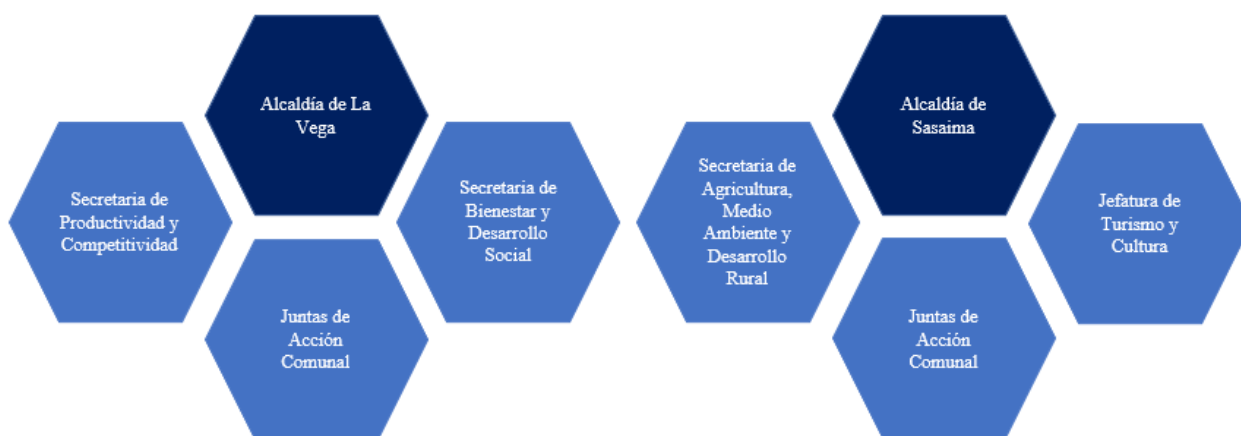 Alcaldía de La
Vega
Secretaria de
Productividad y
Competitividad
Secretaria de
Bienestar y
Desarrollo
Social
Juntas de
Acción
Comunal
Alcaldía de
Sasaima
Secretaria de
Agricultura,
Medio
Ambiente y
Desarrollo
Rural
Jefatura de
Turismo y
Cultura
Juntas de
Acción
Comunal